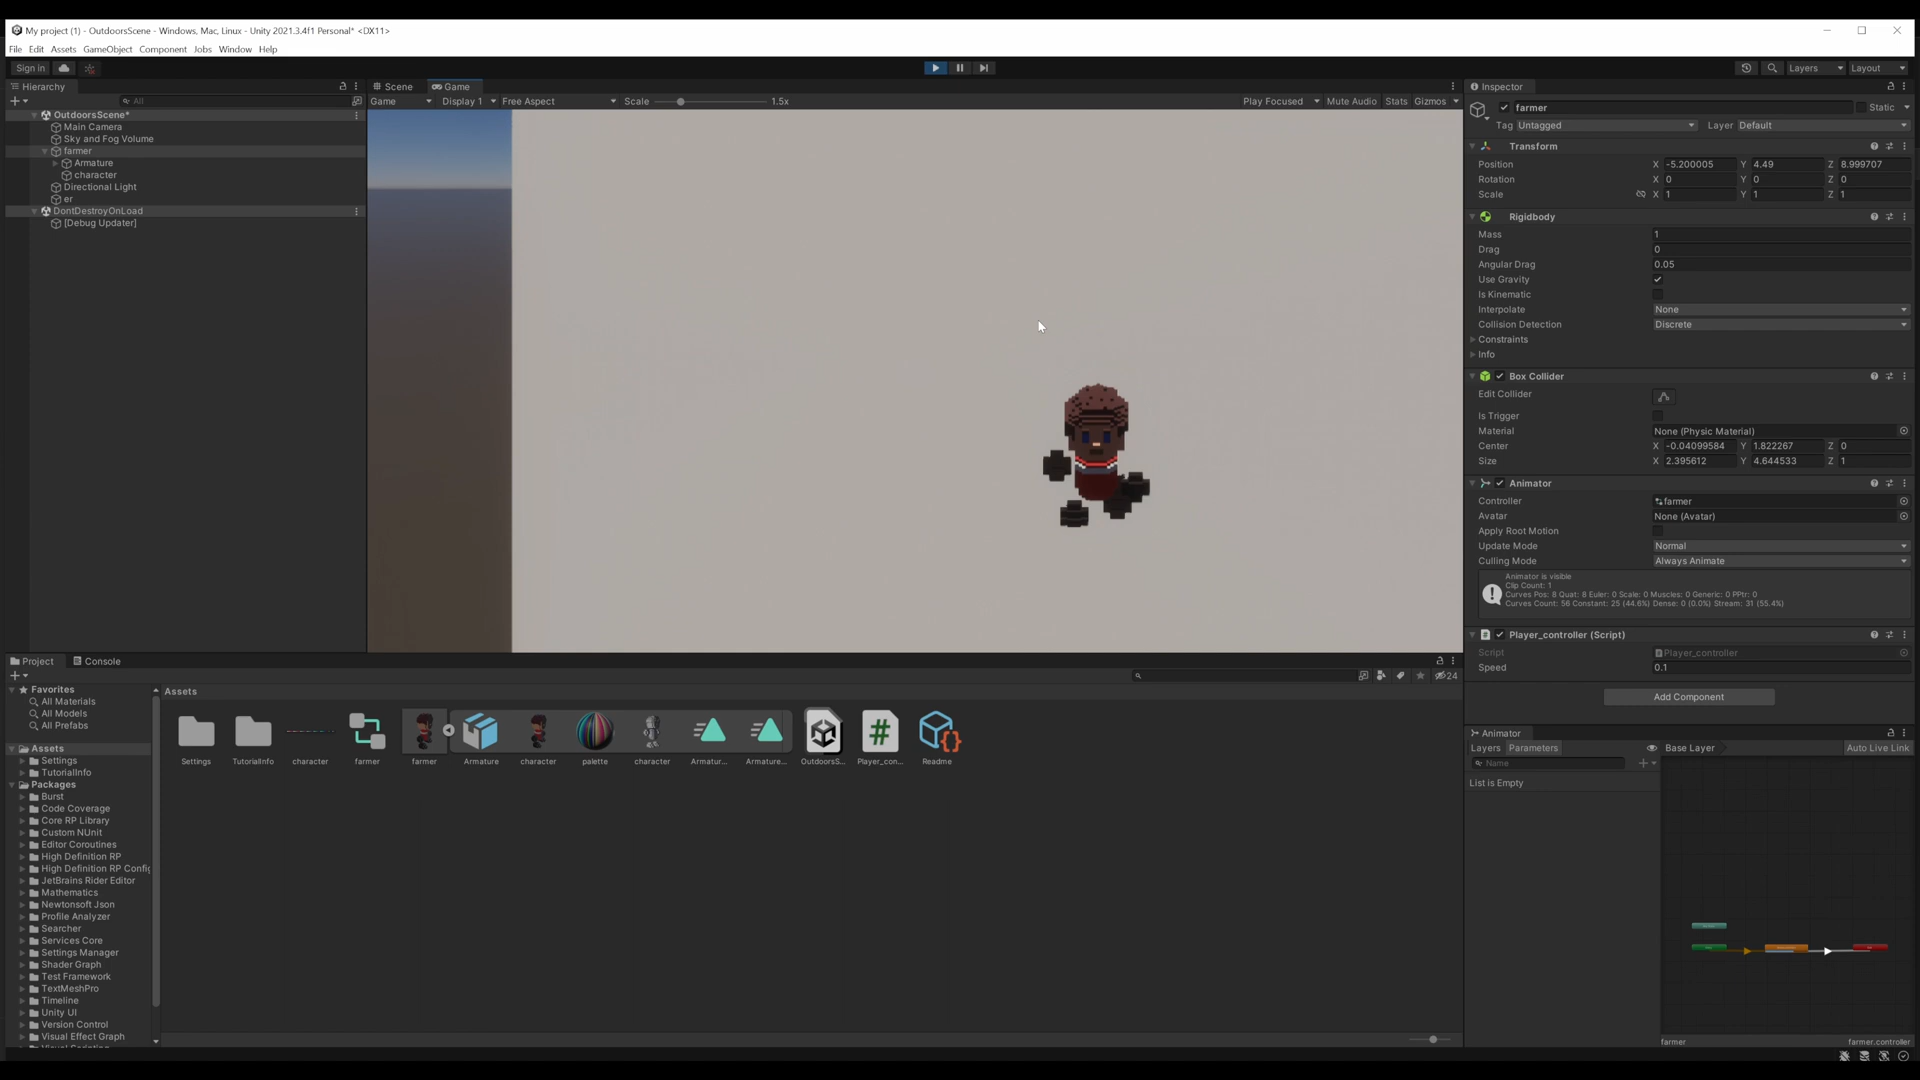 My project (1) - OutdoorsScene - Windows, Mac, Linux - Unity 2021.3.4f1 Personal* <DX11>
File Edit Assets GameObject Component Jobs Window Help
Sign in
Layers
Layout
Hierarchy
All
OutdoorsScene*
Main Camera
Sky and Fog Volume
farmer
Armature
character
Directional Light
er
DontDestroyOnLoad
[Debug Updater]
Scene Game
Game Display 1 Free Aspect Scale 1.5x Play Focused Mute Audio Stats Gizmos
Inspector
farmer Static
Tag Untagged Layer Default
Transform
Position X -5.200005 Y 4.49 Z 8.999707
Rotation X 0 Y 0 Z 0
Scale X 1 Y 1 Z 1
Rigidbody
Mass 1
Drag 0
Angular Drag 0.05
Use Gravity
Is Kinematic
Interpolate None
Collision Detection Discrete
Constraints
Info
Box Collider
Edit Collider
Is Trigger
Material None (Physic Material)
Center X -0.04099584 Y 1.822267 Z 0
Size X 2.395612 Y 4.644533 Z 1
Animator
Controller farmer
Avatar None (Avatar)
Apply Root Motion
Update Mode Normal
Culling Mode Always Animate
Animator is visible
Clip Count: 1
Curves Pos: 8 Quat: 8 Euler: 0 Scale: 0 Muscles: 0 Generic: 0 PPtr: 0
Curves Count: 56 Constant: 25 (44.6%) Dense: 0 (0.0%) Stream: 31 (55.4%)
Player_controller (Script)
Script Player_controller
Speed 0.1
Add Component
Animator
Layers Parameters Base Layer Auto Live Link
Name
List is Empty
farmer farmer.controller
Project Console
24
Favorites
All Materials
All Models
All Prefabs
Assets
Settings
TutorialInfo
Packages
Burst
Code Coverage
Core RP Library
Custom NUnit
Editor Coroutines
High Definition RP
High Definition RP Config
JetBrains Rider Editor
Mathematics
Newtonsoft Json
Profile Analyzer
Searcher
Services Core
Settings Manager
Shader Graph
Test Framework
TextMeshPro
Timeline
Unity UI
Version Control
Visual Effect Graph
Assets
Settings TutorialInfo character farmer farmer Armature character palette character Armatur... Armature... OutdoorsS... Player_con... Readme